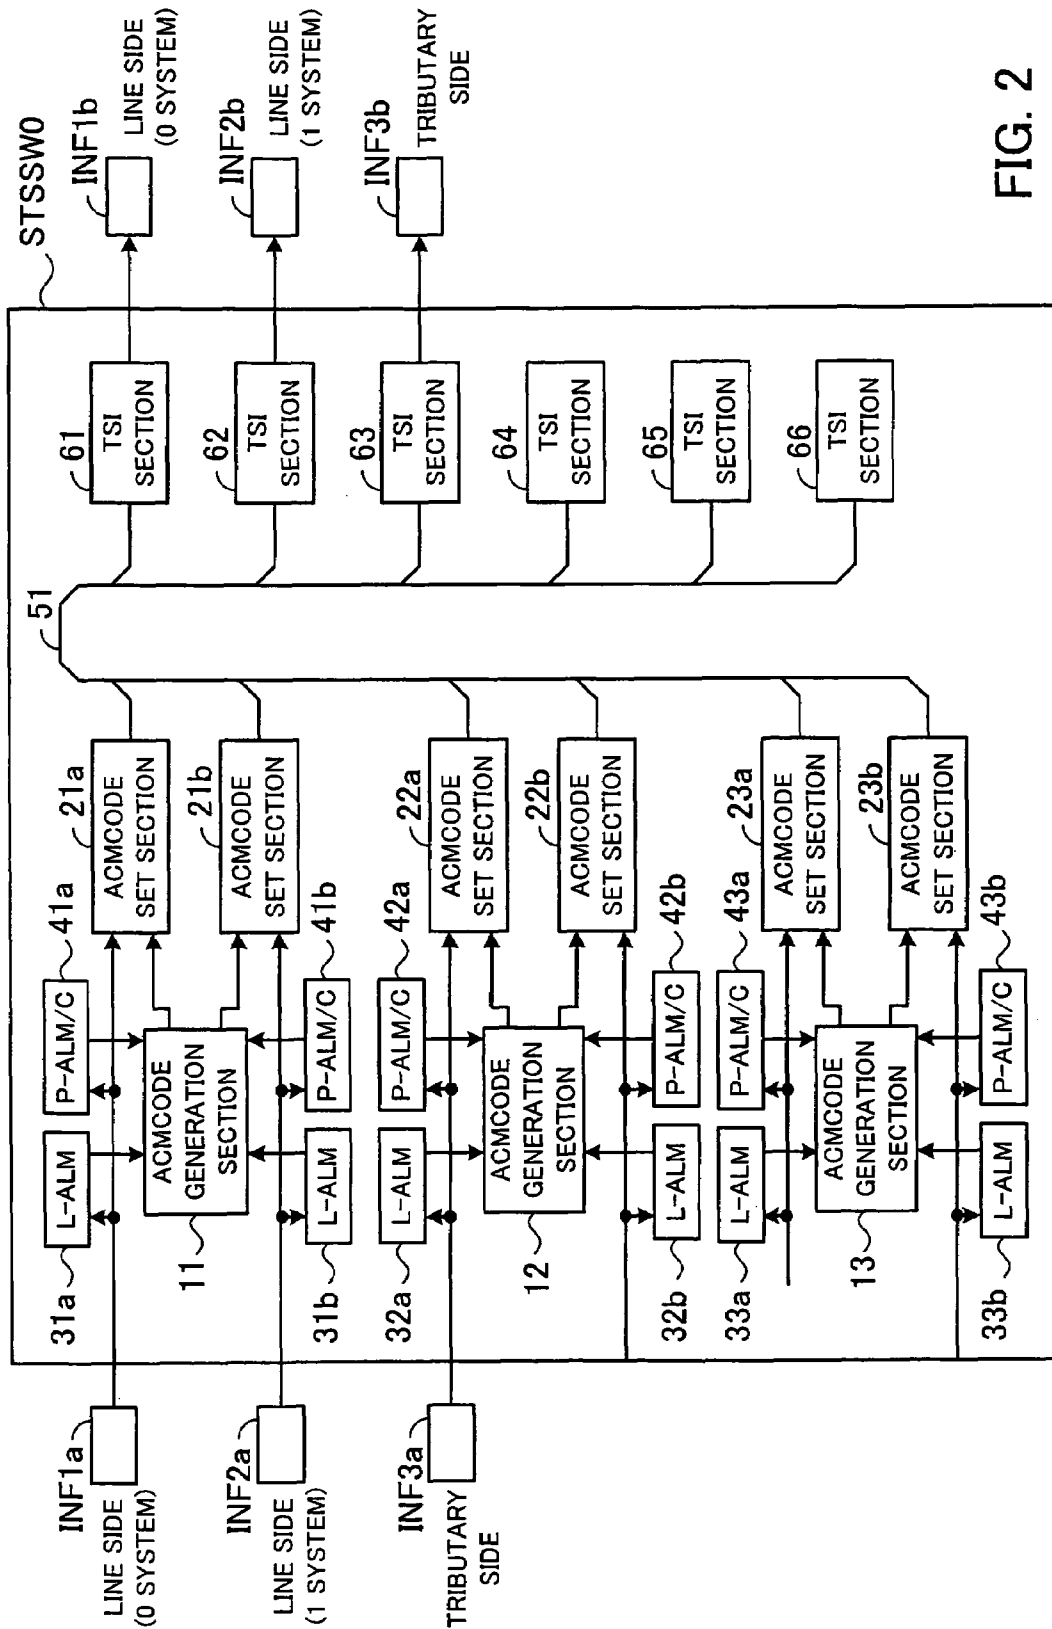 STSSW0
INF1a
LINE SIDE
(0 SYSTEM)
INF2a
LINE SIDE
(1 SYSTEM)
INF3a
TRIBUTARY
SIDE
31a
L-ALM
41a
P-ALM/C
11
ACMCODE
GENERATION
SECTION
21a
ACMCODE
SET SECTION
21b
ACMCODE
SET SECTION
31b
L-ALM
41b
P-ALM/C
32a
L-ALM
42a
P-ALM/C
12
ACMCODE
GENERATION
SECTION
22a
ACMCODE
SET SECTION
22b
ACMCODE
SET SECTION
32b
L-ALM
42b
P-ALM/C
33a
L-ALM
43a
P-ALM/C
13
ACMCODE
GENERATION
SECTION
23a
ACMCODE
SET SECTION
23b
ACMCODE
SET SECTION
33b
L-ALM
43b
P-ALM/C
51
61
TSI
SECTION
62
TSI
SECTION
63
TSI
SECTION
64
TSI
SECTION
65
TSI
SECTION
66
TSI
SECTION
INF1b
LINE SIDE
(0 SYSTEM)
INF2b
LINE SIDE
(1 SYSTEM)
INF3b
TRIBUTARY
SIDE
FIG. 2